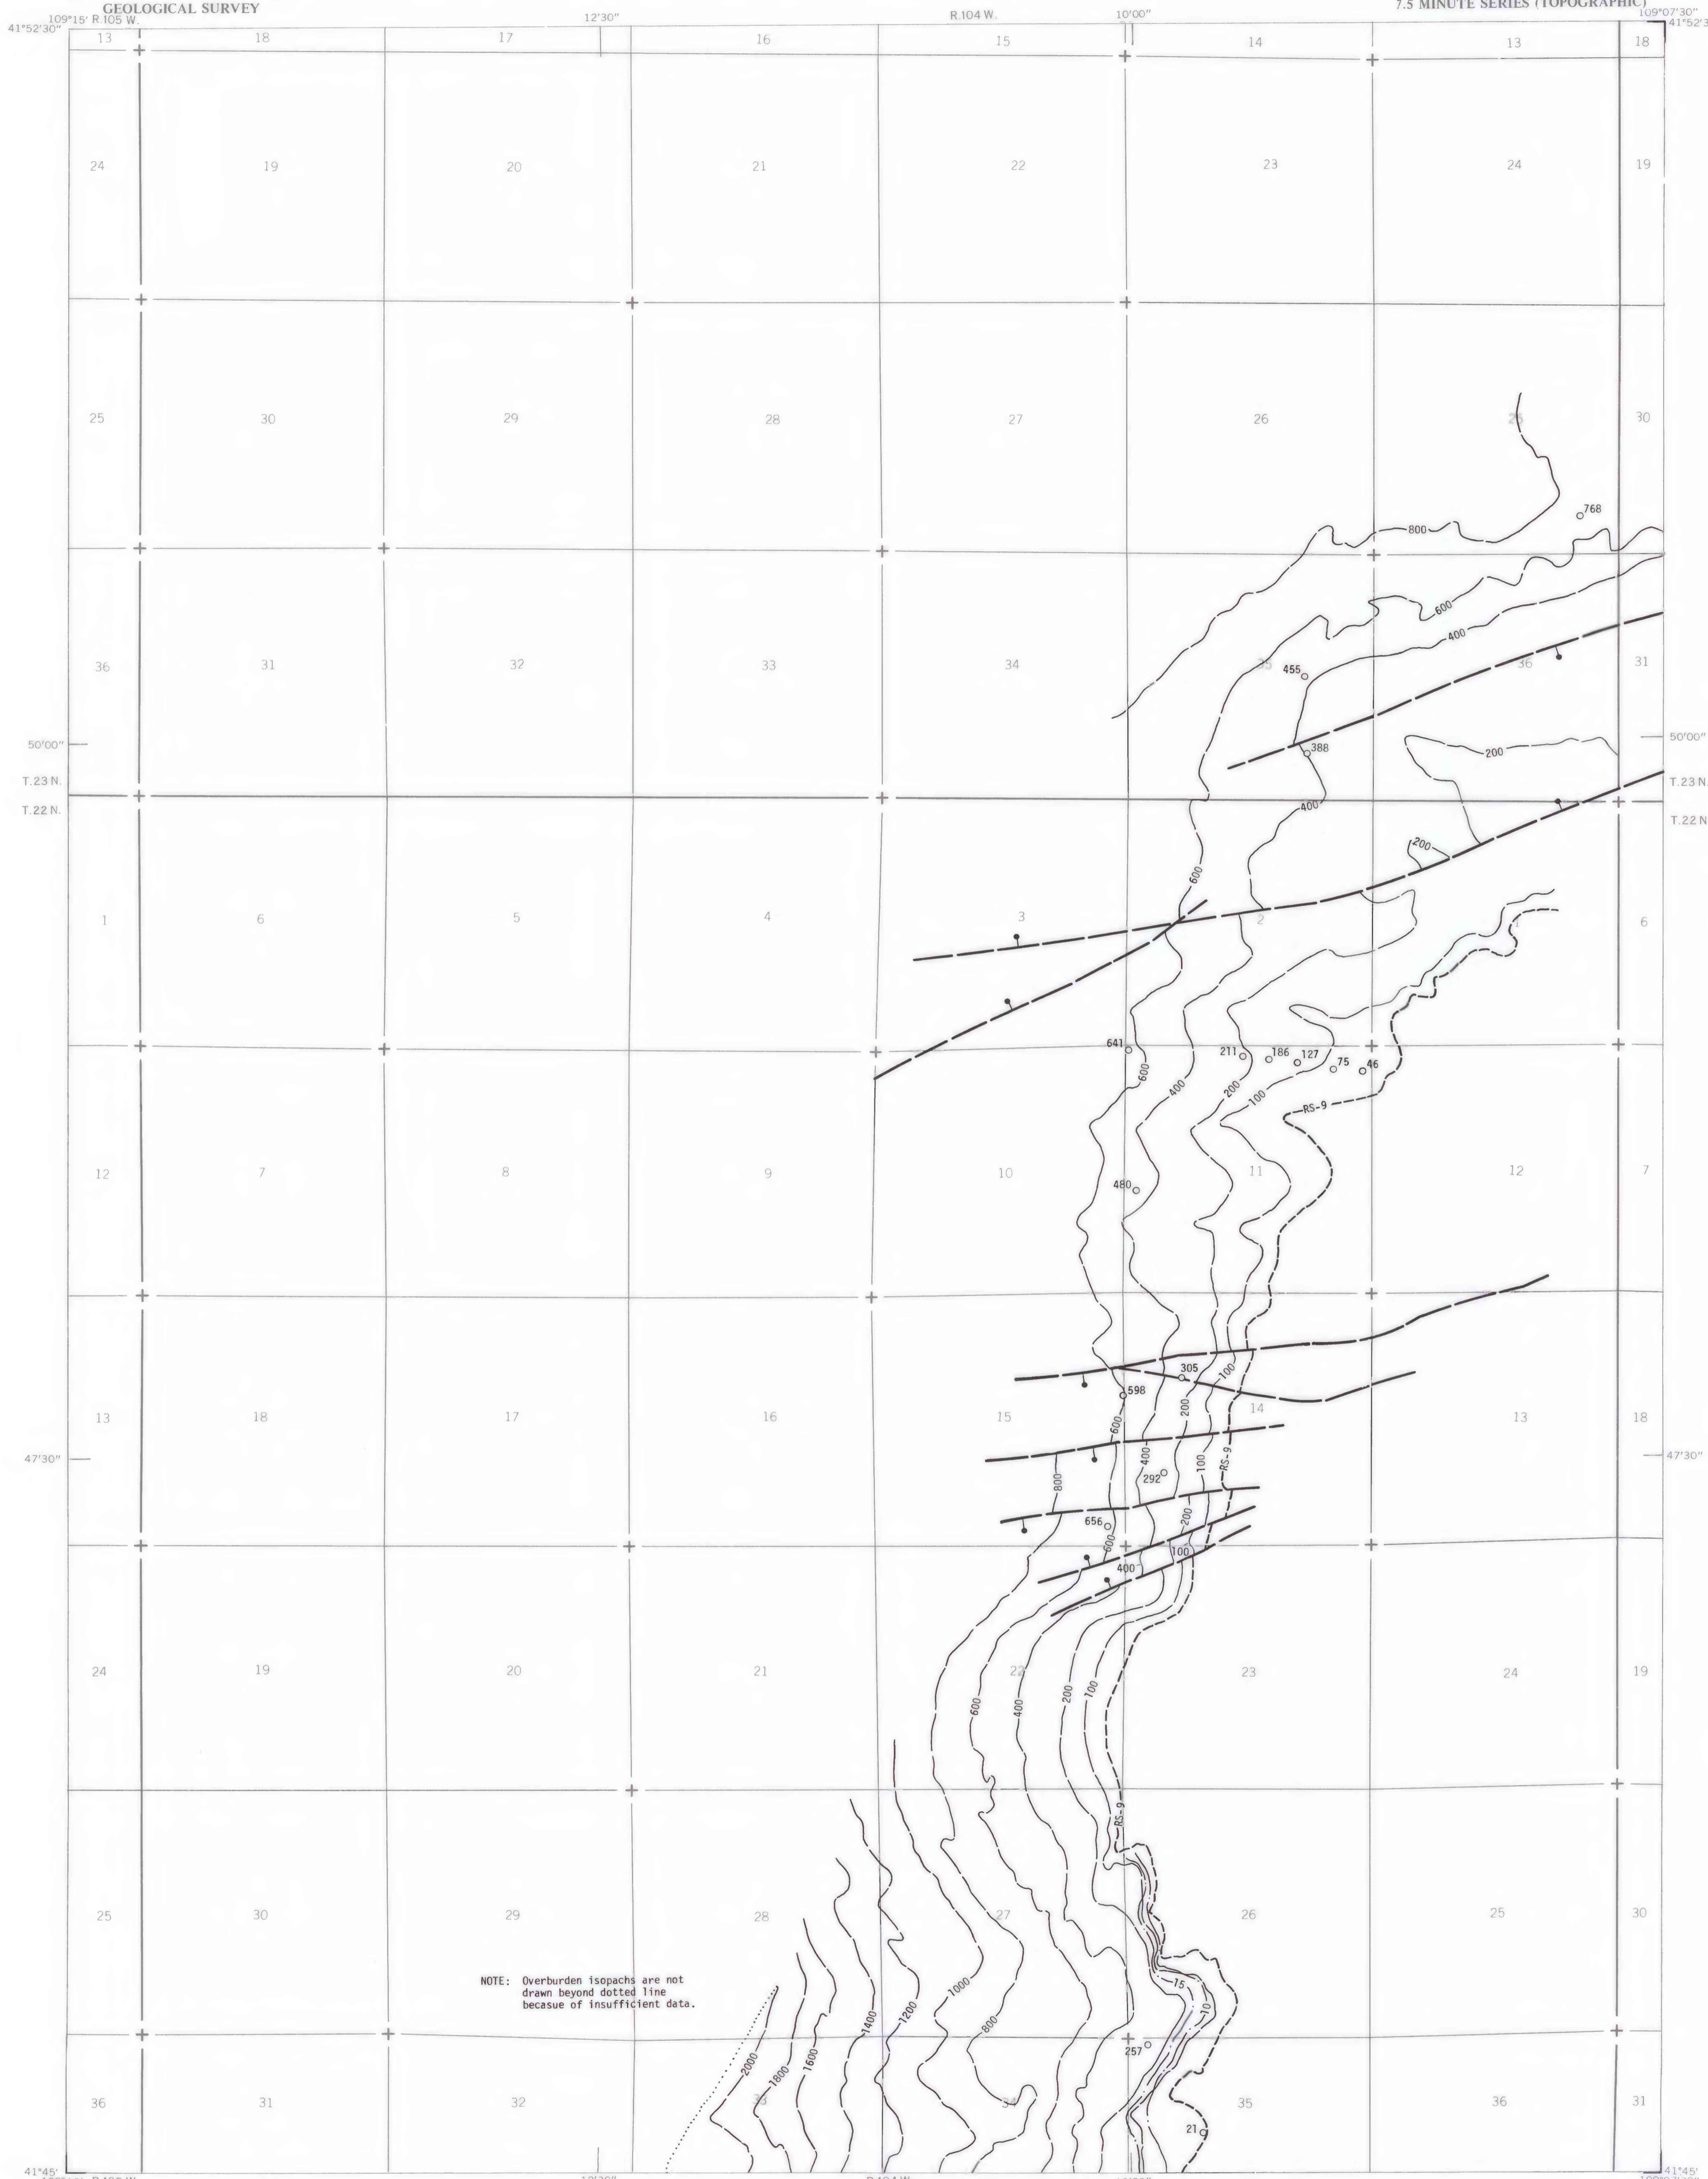 GEOLOGICAL SURVEY
7.5 MINUTE SERIES (TOPOGRAPHIC)
109°15' R.105 W.
12'30"
R.104 W.
10'00"
109°07'30"
41°52'30"
13 18 17 16 15 14 13 18
24 19 20 21 22 23 24 19
25 30 29 28 27 26 25 30
768
800
600
400
36 31 32 33 34 35 36 31
455
50'00" 388 200 50'00"
T.23 N. T.23 N.
T.22 N. 400 T.22 N
200
600
1 6 5 4 3 2 1 6
641 211 186 127 75 46
600 400 200 100
RS-9
12 7 8 9 10 11 12 7
480
305
100
598
200
13 18 17 16 15 14 13 18
600
47'30" 400 100 RS-9 47'30"
800 292
656 200
600 100
400
24 19 20 21 22 23 24 19
600 400 200 100
RS-9
25 30 29 28 27 26 25 30
NOTE: Overburden isopachs are not
drawn beyond dotted line
becasue of insufficient data.
15
10
1000
1400 1200 800
257
2000 1800 1600
36 31 32 33 34 35 36 31
21
41°45' 41°45'